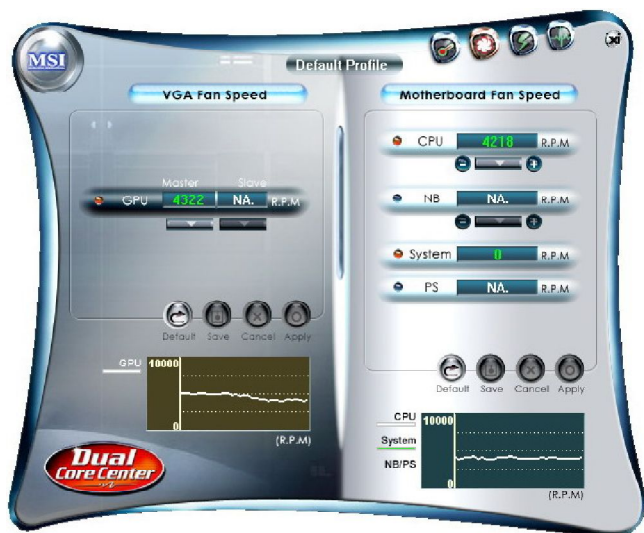 MSI
Default Profile
VGA Fan Speed
Master Slave
GPU 4322 NA. R.P.M
Default Save Cancel Apply
GPU 10000
0
(R.P.M)
Dual
Core Center
Motherboard Fan Speed
CPU 4218 R.P.M
NB NA. R.P.M
System 0 R.P.M
PS NA. R.P.M
Default Save Cancel Apply
CPU 10000
System
NB/PS
0
(R.P.M)